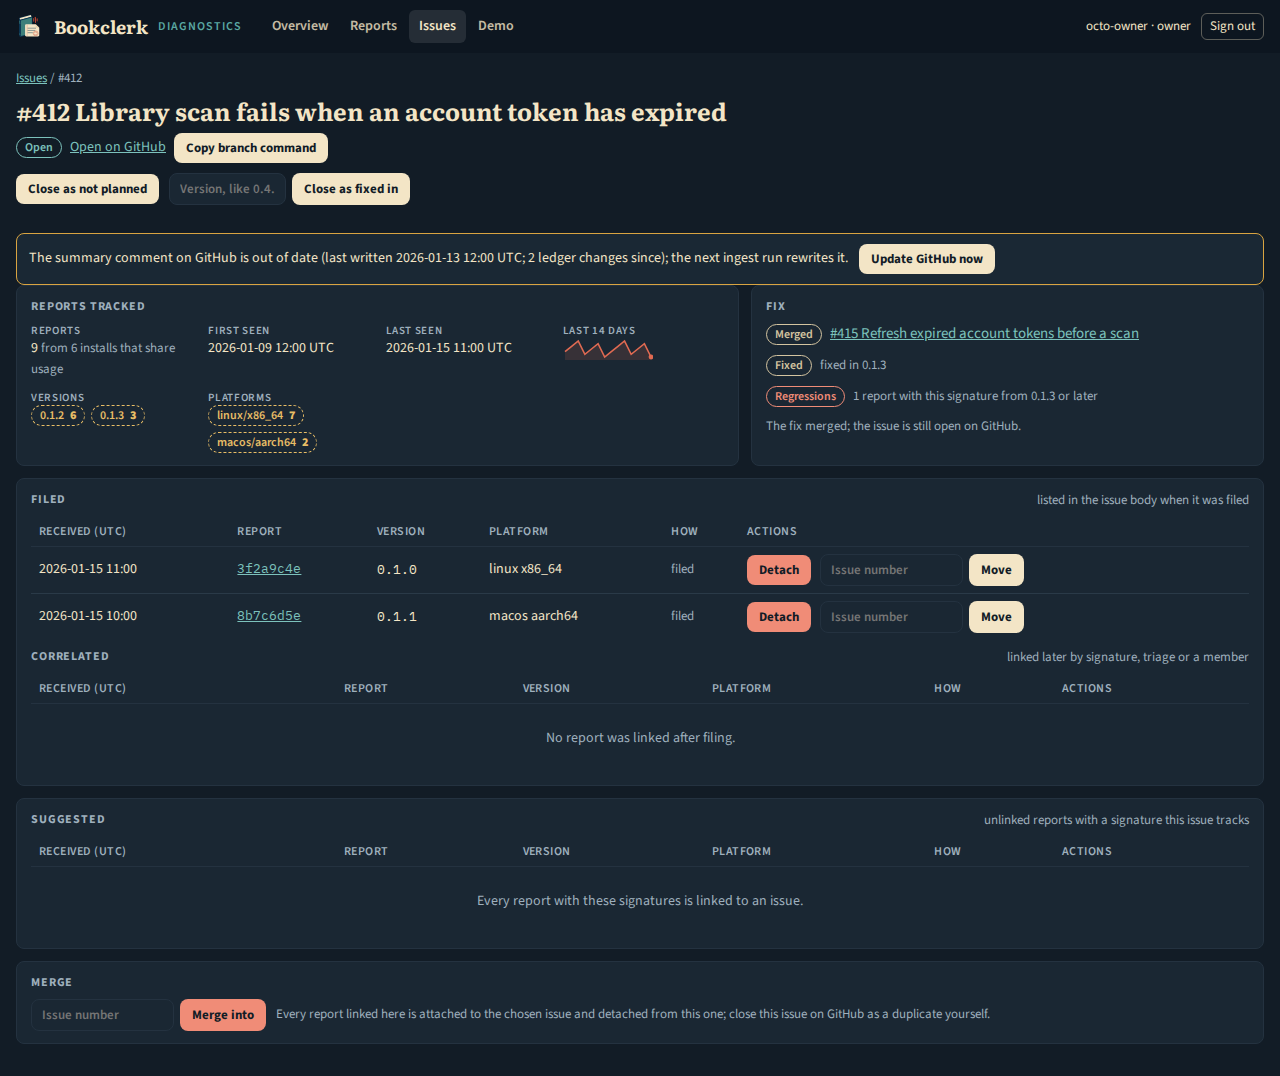 Bookclerk DIAGNOSTICS Overview Reports Issues Demo octo-owner · owner Sign out
Issues / #412
#412 Library scan fails when an account token has expired
Open Open on GitHub Copy branch command
Close as not planned Version, like 0.4. Close as fixed in
The summary comment on GitHub is out of date (last written 2026-01-13 12:00 UTC; 2 ledger changes since); the next ingest run rewrites it. Update GitHub now
REPORTS TRACKED
REPORTS FIRST SEEN LAST SEEN LAST 14 DAYS
9 from 6 installs that share usage 2026-01-09 12:00 UTC 2026-01-15 11:00 UTC
VERSIONS PLATFORMS
0.1.2 6 0.1.3 3 linux/x86_64 7
macos/aarch64 2
FIX
Merged #415 Refresh expired account tokens before a scan
Fixed fixed in 0.1.3
Regressions 1 report with this signature from 0.1.3 or later
The fix merged; the issue is still open on GitHub.
FILED listed in the issue body when it was filed
RECEIVED (UTC) REPORT VERSION PLATFORM HOW ACTIONS
2026-01-15 11:00 3f2a9c4e 0.1.0 linux x86_64 filed Detach Issue number Move
2026-01-15 10:00 8b7c6d5e 0.1.1 macos aarch64 filed Detach Issue number Move
CORRELATED linked later by signature, triage or a member
RECEIVED (UTC) REPORT VERSION PLATFORM HOW ACTIONS
No report was linked after filing.
SUGGESTED unlinked reports with a signature this issue tracks
RECEIVED (UTC) REPORT VERSION PLATFORM HOW ACTIONS
Every report with these signatures is linked to an issue.
MERGE
Issue number Merge into Every report linked here is attached to the chosen issue and detached from this one; close this issue on GitHub as a duplicate yourself.